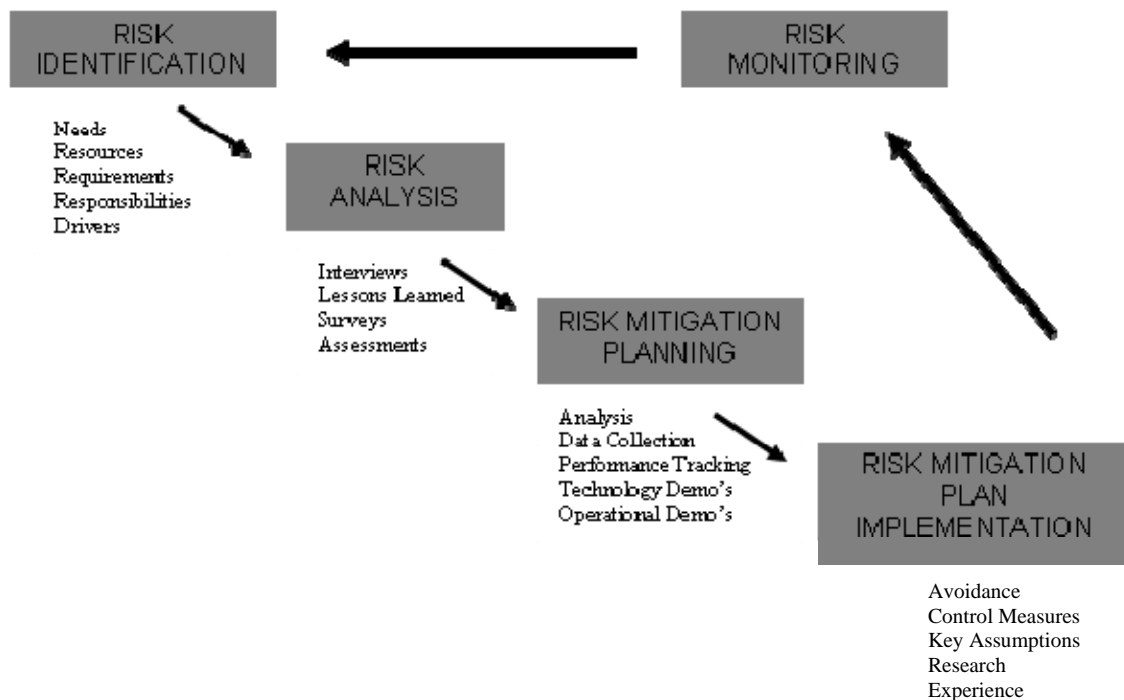 RISK
IDENTIFICATION
RISK
MONITORING
Needs
Resources
Requirements
Responsibilities
Drivers
RISK
ANALYSIS
Interviews
Lessons Learned
Surveys
Assessments
RISK MITIGATION
PLANNING
Analysis
Data Collection
Performance Tracking
Technology Demo's
Operational Demo's
RISK MITIGATION
PLAN
IMPLEMENTATION
Avoidance
Control Measures
Key Assumptions
Research
Experience